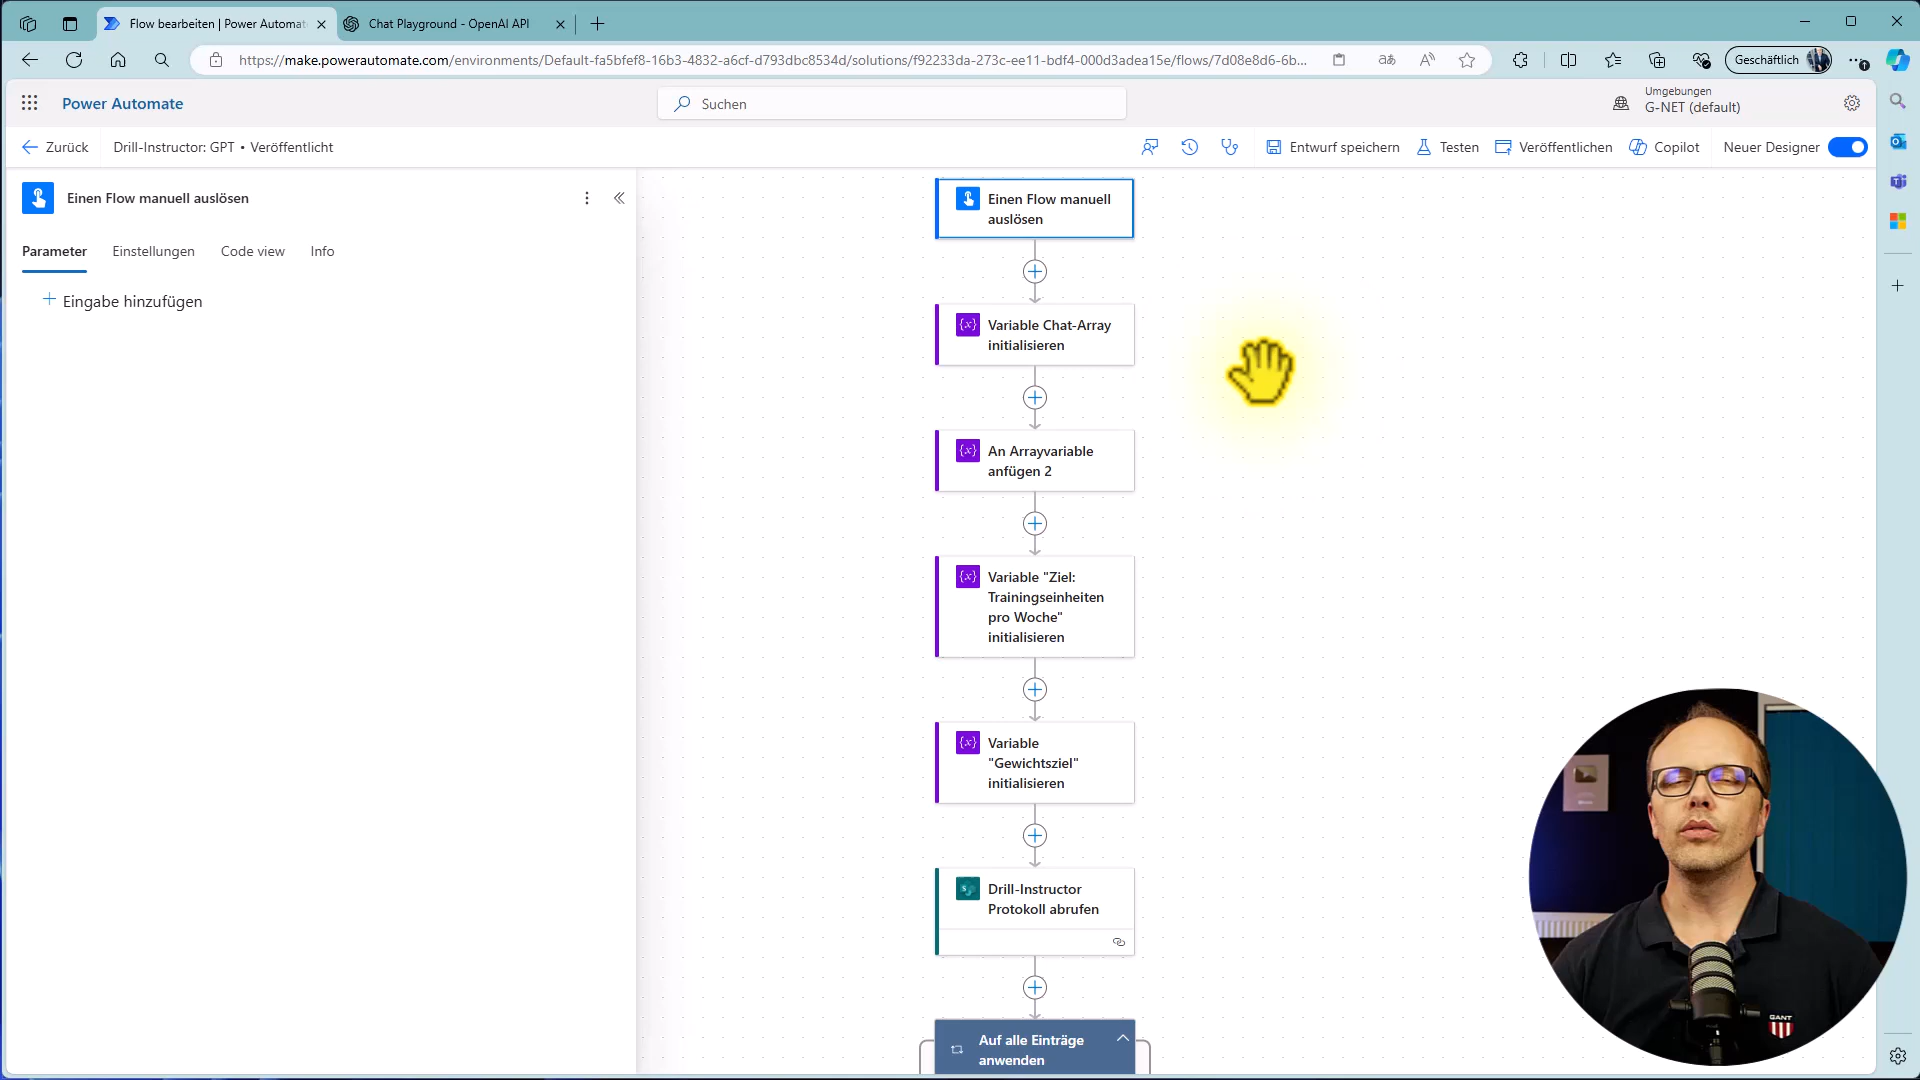 Flow bearbeiten | Power Automat
Chat Playground - OpenAI API
https://make.powerautomate.com/environments/Default-fa5bfef8-16b3-4832-a6cf-d793dbc8534d/solutions/f92233da-273c-ee11-bdf4-000d3adea15e/flows/7d08e8d6-6b...
Geschäftlich
Power Automate
Suchen
Umgebungen
G-NET (default)
Zurück
Drill-Instructor: GPT • Veröffentlicht
Entwurf speichern
Testen
Veröffentlichen
Copilot
Neuer Designer
Einen Flow manuell auslösen
Parameter
Einstellungen
Code view
Info
Eingabe hinzufügen
Einen Flow manuell
auslösen
Variable Chat-Array
initialisieren
An Arrayvariable
anfügen 2
Variable "Ziel:
Trainingseinheiten
pro Woche"
initialisieren
Variable
"Gewichtsziel"
initialisieren
Drill-Instructor
Protokoll abrufen
Auf alle Einträge
anwenden
GANT